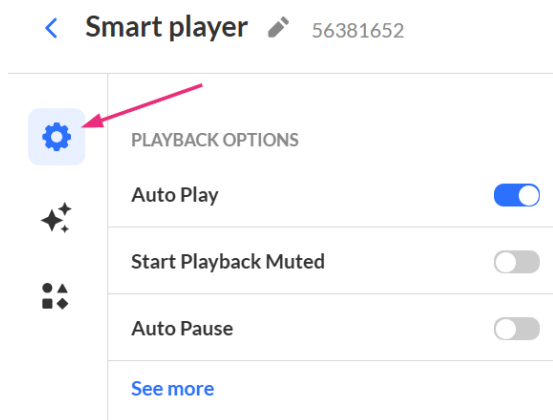 Smart player 56381652
PLAYBACK OPTIONS
Auto Play
Start Playback Muted
Auto Pause
See more